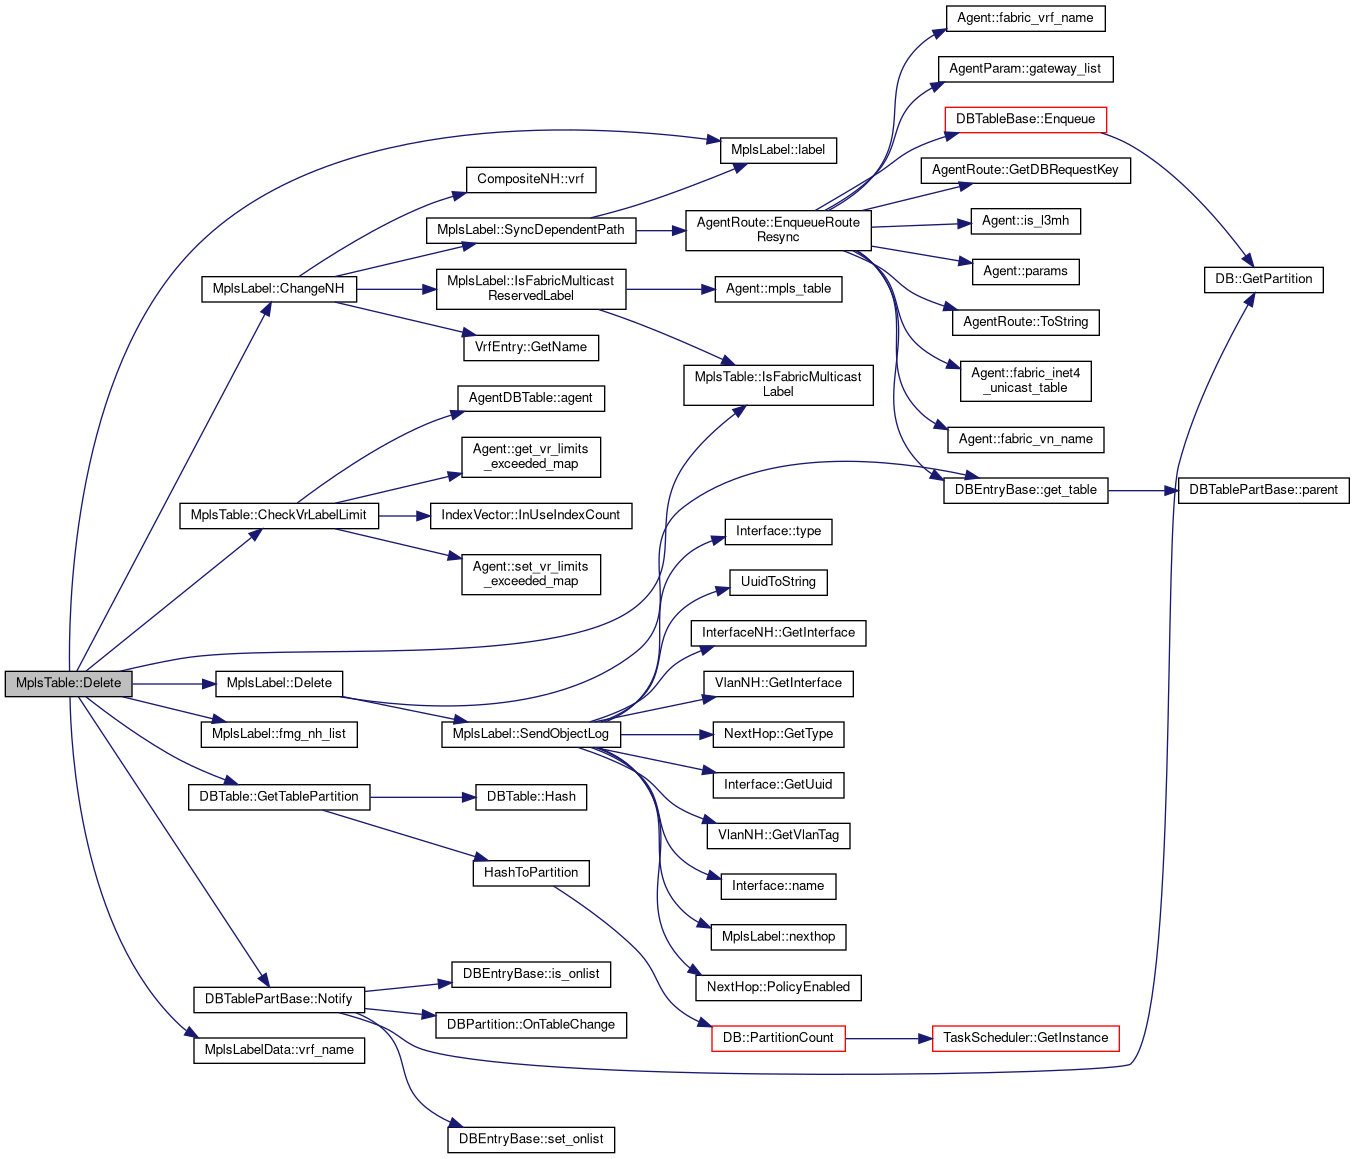 MplsTable::Delete
MplsLabel::label
MplsLabel::ChangeNH
CompositeNH::vrf
MplsLabel::SyncDependentPath
AgentRoute::EnqueueRoute
Resync
Agent::fabric_vrf_name
AgentParam::gateway_list
DBTableBase::Enqueue
DB::GetPartition
AgentRoute::GetDBRequestKey
Agent::is_l3mh
Agent::params
AgentRoute::ToString
Agent::fabric_inet4
_unicast_table
Agent::fabric_vn_name
DBEntryBase::get_table
DBTablePartBase::parent
MplsLabel::IsFabricMulticast
ReservedLabel
Agent::mpls_table
MplsTable::IsFabricMulticast
Label
VrfEntry::GetName
MplsTable::CheckVrLabelLimit
AgentDBTable::agent
Agent::get_vr_limits
_exceeded_map
IndexVector::InUseIndexCount
Agent::set_vr_limits
_exceeded_map
MplsLabel::Delete
MplsLabel::SendObjectLog
Interface::type
UuidToString
InterfaceNH::GetInterface
VlanNH::GetInterface
NextHop::GetType
Interface::GetUuid
VlanNH::GetVlanTag
Interface::name
MplsLabel::nexthop
NextHop::PolicyEnabled
MplsLabel::fmg_nh_list
DBTable::GetTablePartition
DBTable::Hash
HashToPartition
DB::PartitionCount
TaskScheduler::GetInstance
DBTablePartBase::Notify
DBEntryBase::is_onlist
DBPartition::OnTableChange
DBEntryBase::set_onlist
MplsLabelData::vrf_name